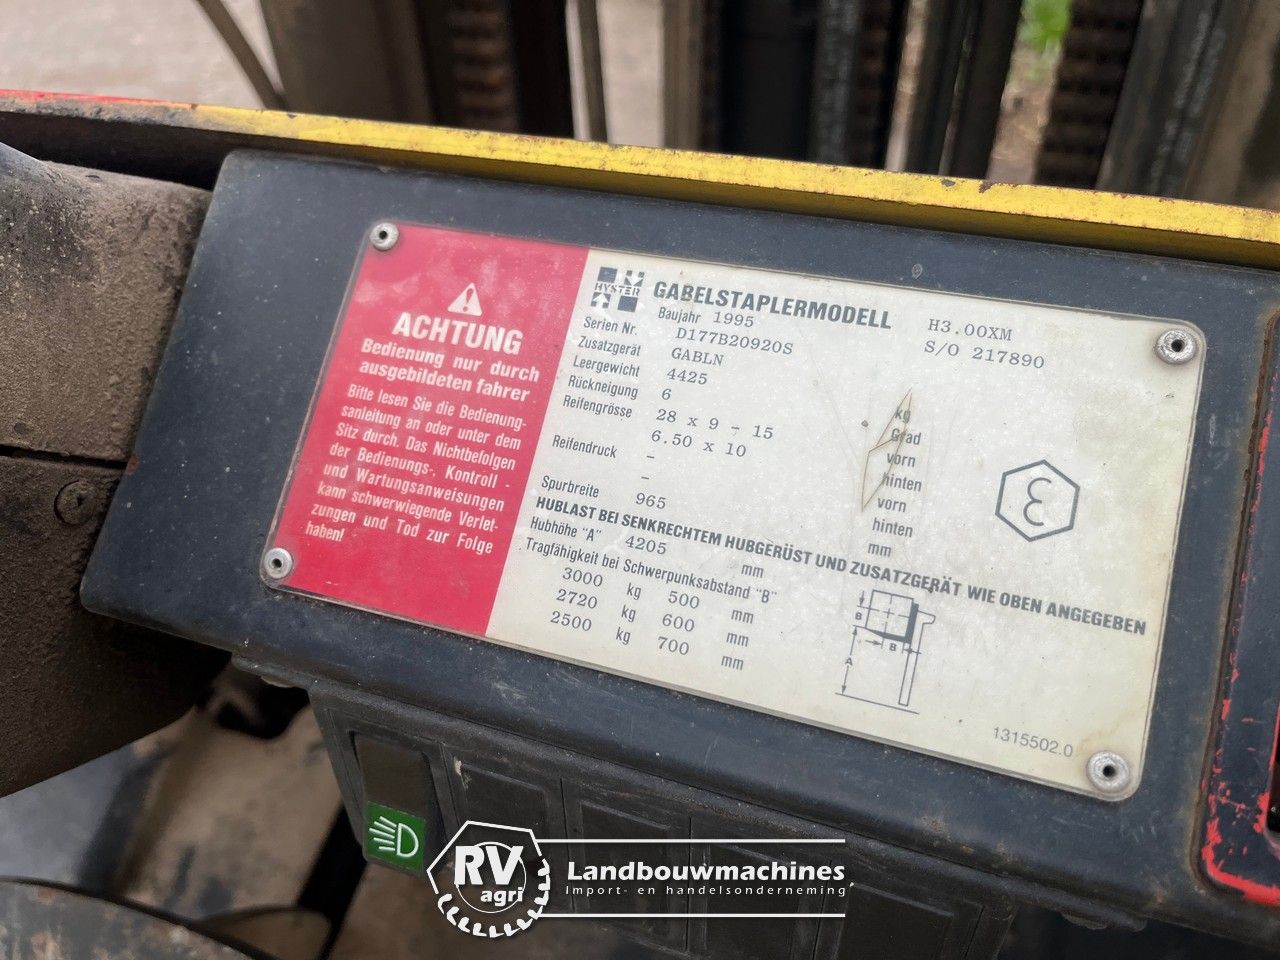 ACHTUNG
Bedienung nur durch
ausgebildeten fahrer
Bitte lesen Sie die Bedienung-
sanleitung an oder unter dem
Sitz durch. Das Nichtbefolgen
der Bedienungs-, Kontroll -
und Wartungsanweisungen
kann schwerwiegende Verlet-
zungen und Tod zur Folge
haben!
HYSTER
GABELSTAPLERMODELL H3.00XM
Baujahr 1995 S/O 217890
Serien Nr. D177B20920S
Zusatzgerät GABLN
Leergewicht 4425 kg
Rückneigung 6 Grad
Reifengrösse 28 x 9 - 15 vorn
6.50 x 10 hinten
Reifendruck - vorn
- hinten
Spurbreite 965 mm
HUBLAST BEI SENKRECHTEM HUBGERÜST UND ZUSATZGERÄT WIE OBEN ANGEGEBEN
Hubhöhe "A" 4205 mm
Tragfähigkeit bei Schwerpunksabstand "B"
3000 kg 500 mm
2720 kg 600 mm
2500 kg 700 mm
B
B
A
1315502.0
RV
agri
Landbouwmachines
Import- en handelsonderneming